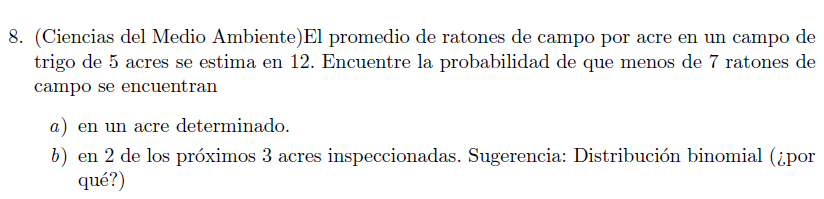 8. (Ciencias del Medio Ambiente)El promedio de ratones de campo por acre en un campo de
trigo de 5 acres se estima en 12. Encuentre la probabilidad de que menos de 7 ratones de
campo se encuentran
a) en un acre determinado.
b) en 2 de los próximos 3 acres inspeccionadas. Sugerencia: Distribución binomial (¿por
qué?)